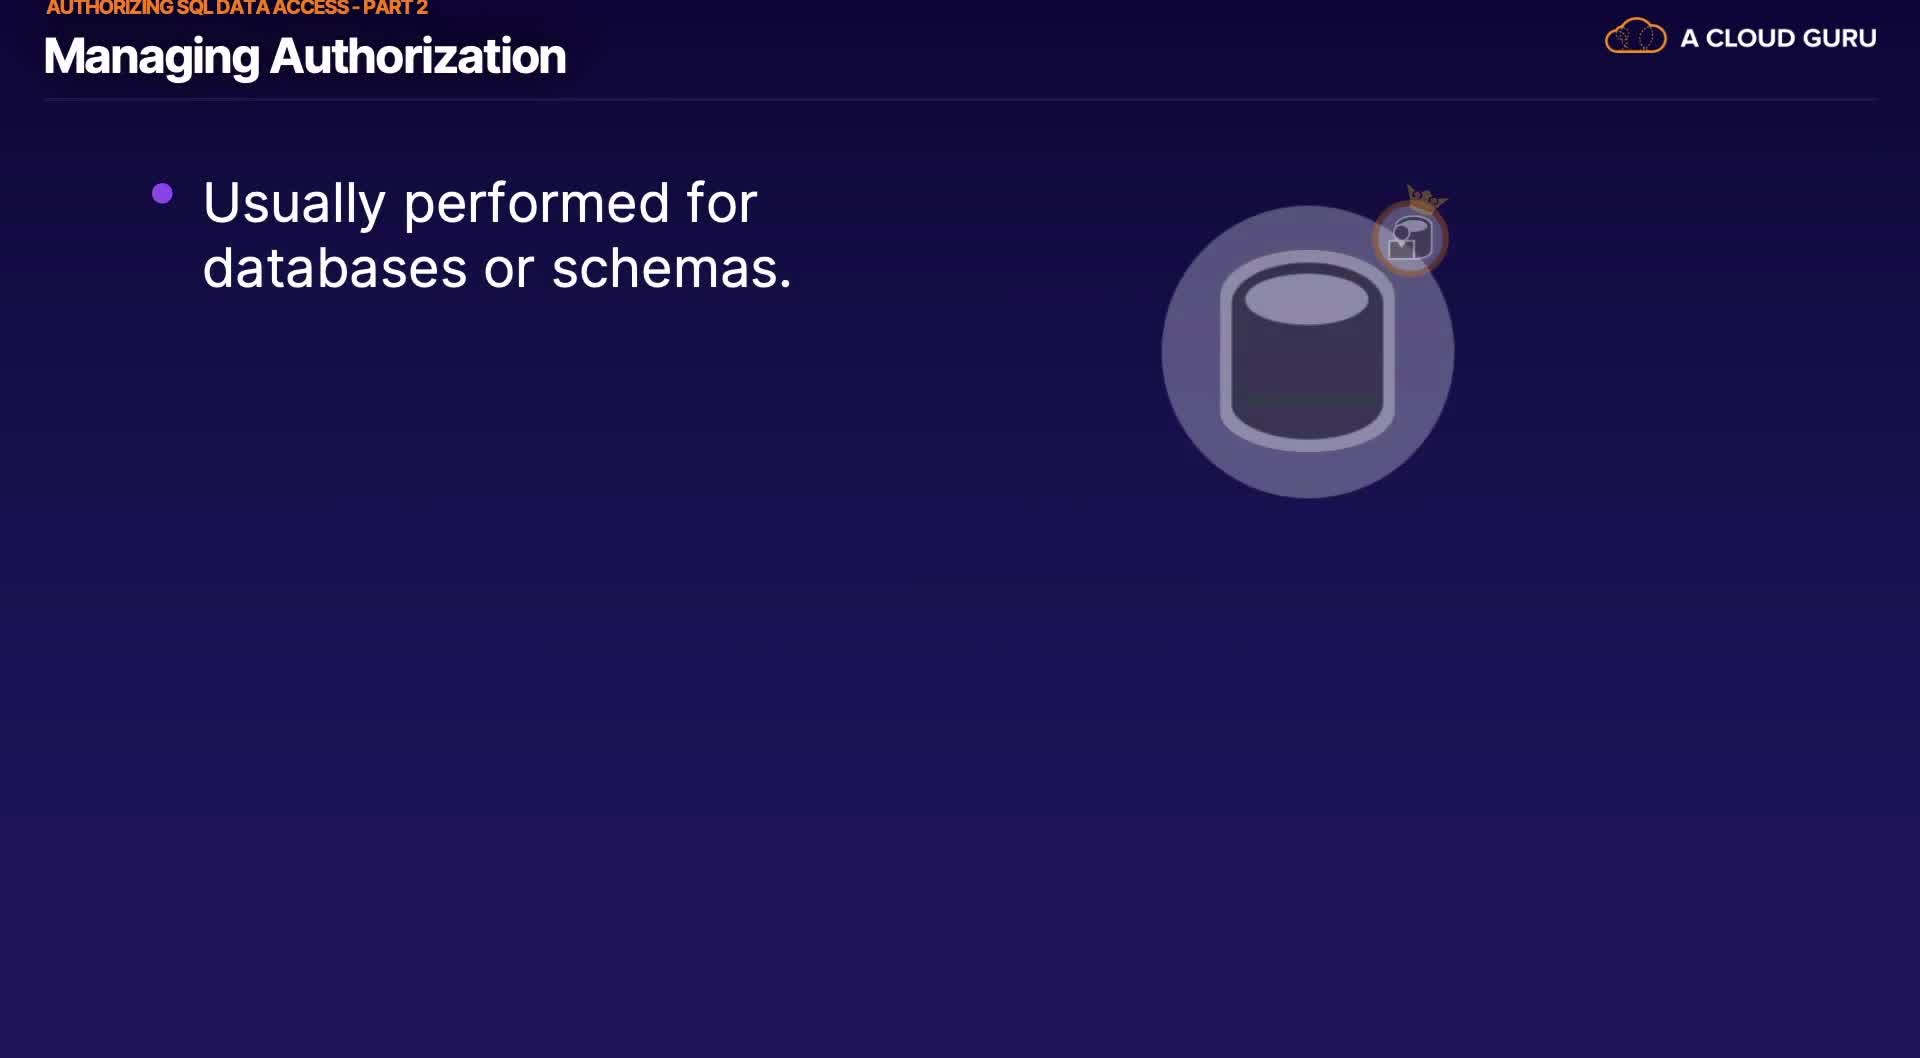 AUTHORIZING SQL DATA ACCESS - PART 2
Managing Authorization
A CLOUD GURU
Usually performed for
databases or schemas.